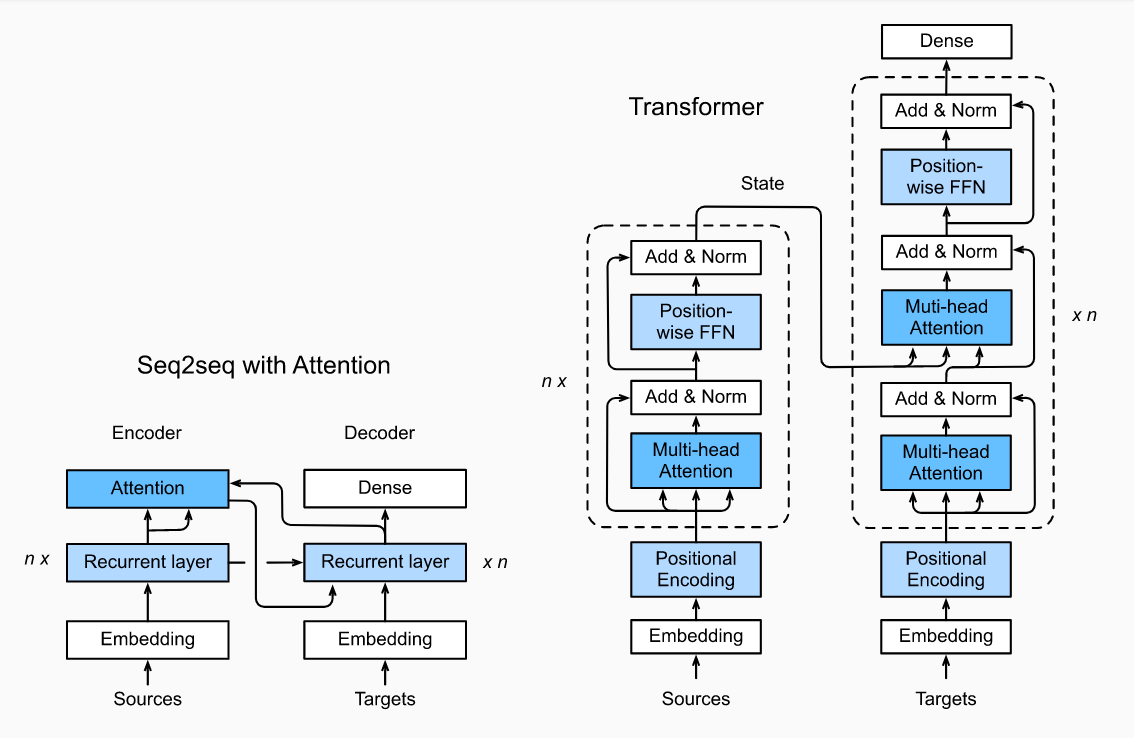 Seq2seq with Attention
Encoder
Decoder
Attention
Dense
n x
Recurrent layer
Recurrent layer
x n
Embedding
Embedding
Sources
Targets
Transformer
State
n x
Add & Norm
Position-
wise FFN
Add & Norm
Multi-head
Attention
Positional
Encoding
Embedding
Sources
Dense
Add & Norm
Position-
wise FFN
Add & Norm
Muti-head
Attention
x n
Add & Norm
Multi-head
Attention
Positional
Encoding
Embedding
Targets